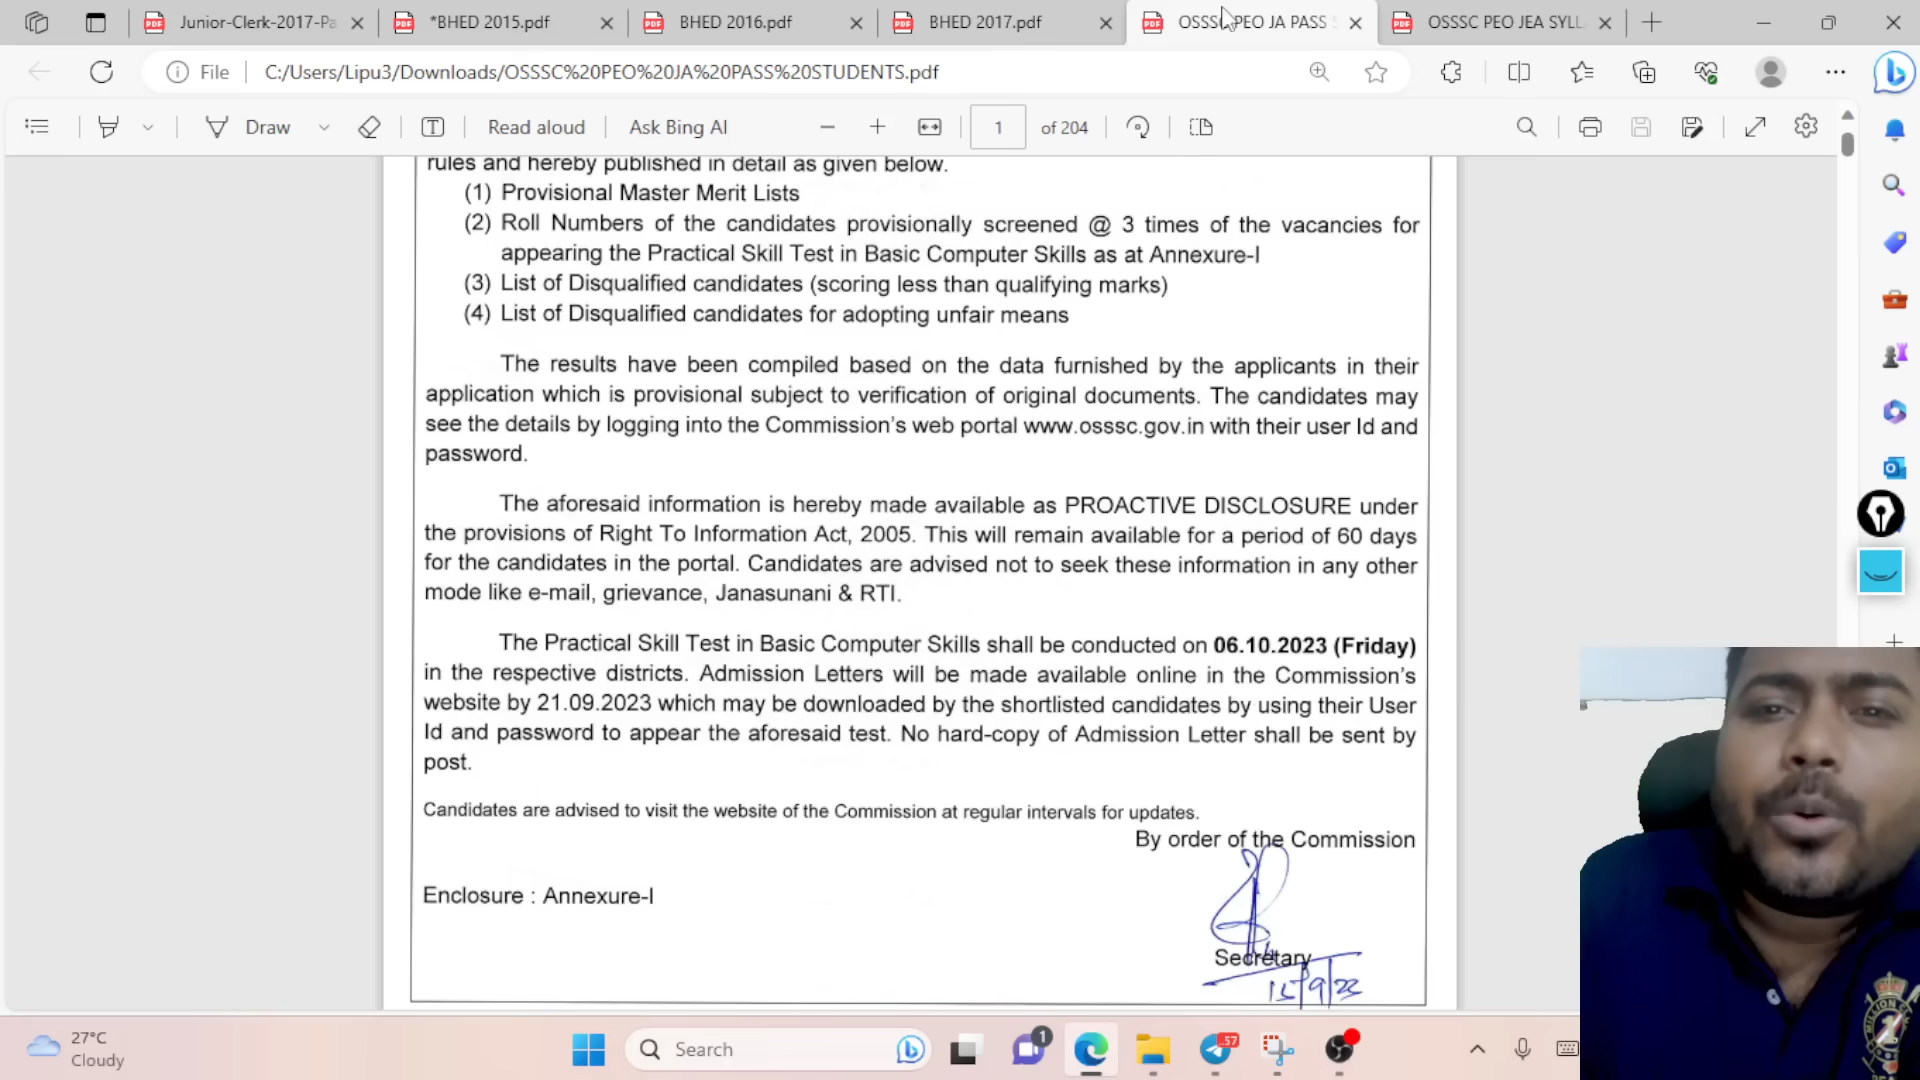 Junior-Clerk-2017-Pa
*BHED 2015.pdf
BHED 2016.pdf
BHED 2017.pdf
OSSSC PEO JA PASS S
OSSSC PEO JEA SYLL
File
C:/Users/Lipu3/Downloads/OSSSC%20PEO%20JA%20PASS%20STUDENTS.pdf
Draw
Read aloud
Ask Bing AI
1 of 204
rules and hereby published in detail as given below.
(1) Provisional Master Merit Lists
(2) Roll Numbers of the candidates provisionally screened @ 3 times of the vacancies for
appearing the Practical Skill Test in Basic Computer Skills as at Annexure-I
(3) List of Disqualified candidates (scoring less than qualifying marks)
(4) List of Disqualified candidates for adopting unfair means
The results have been compiled based on the data furnished by the applicants in their
application which is provisional subject to verification of original documents. The candidates may
see the details by logging into the Commission's web portal www.osssc.gov.in with their user Id and
password.
The aforesaid information is hereby made available as PROACTIVE DISCLOSURE under
the provisions of Right To Information Act, 2005. This will remain available for a period of 60 days
for the candidates in the portal. Candidates are advised not to seek these information in any other
mode like e-mail, grievance, Janasunani & RTI.
The Practical Skill Test in Basic Computer Skills shall be conducted on 06.10.2023 (Friday)
in the respective districts. Admission Letters will be made available online in the Commission's
website by 21.09.2023 which may be downloaded by the shortlisted candidates by using their User
Id and password to appear the aforesaid test. No hard-copy of Admission Letter shall be sent by
post.
Candidates are advised to visit the website of the Commission at regular intervals for updates.
By order of the Commission
Enclosure : Annexure-I
Secretary
15/9/23
27°C
Cloudy
Search
1
57